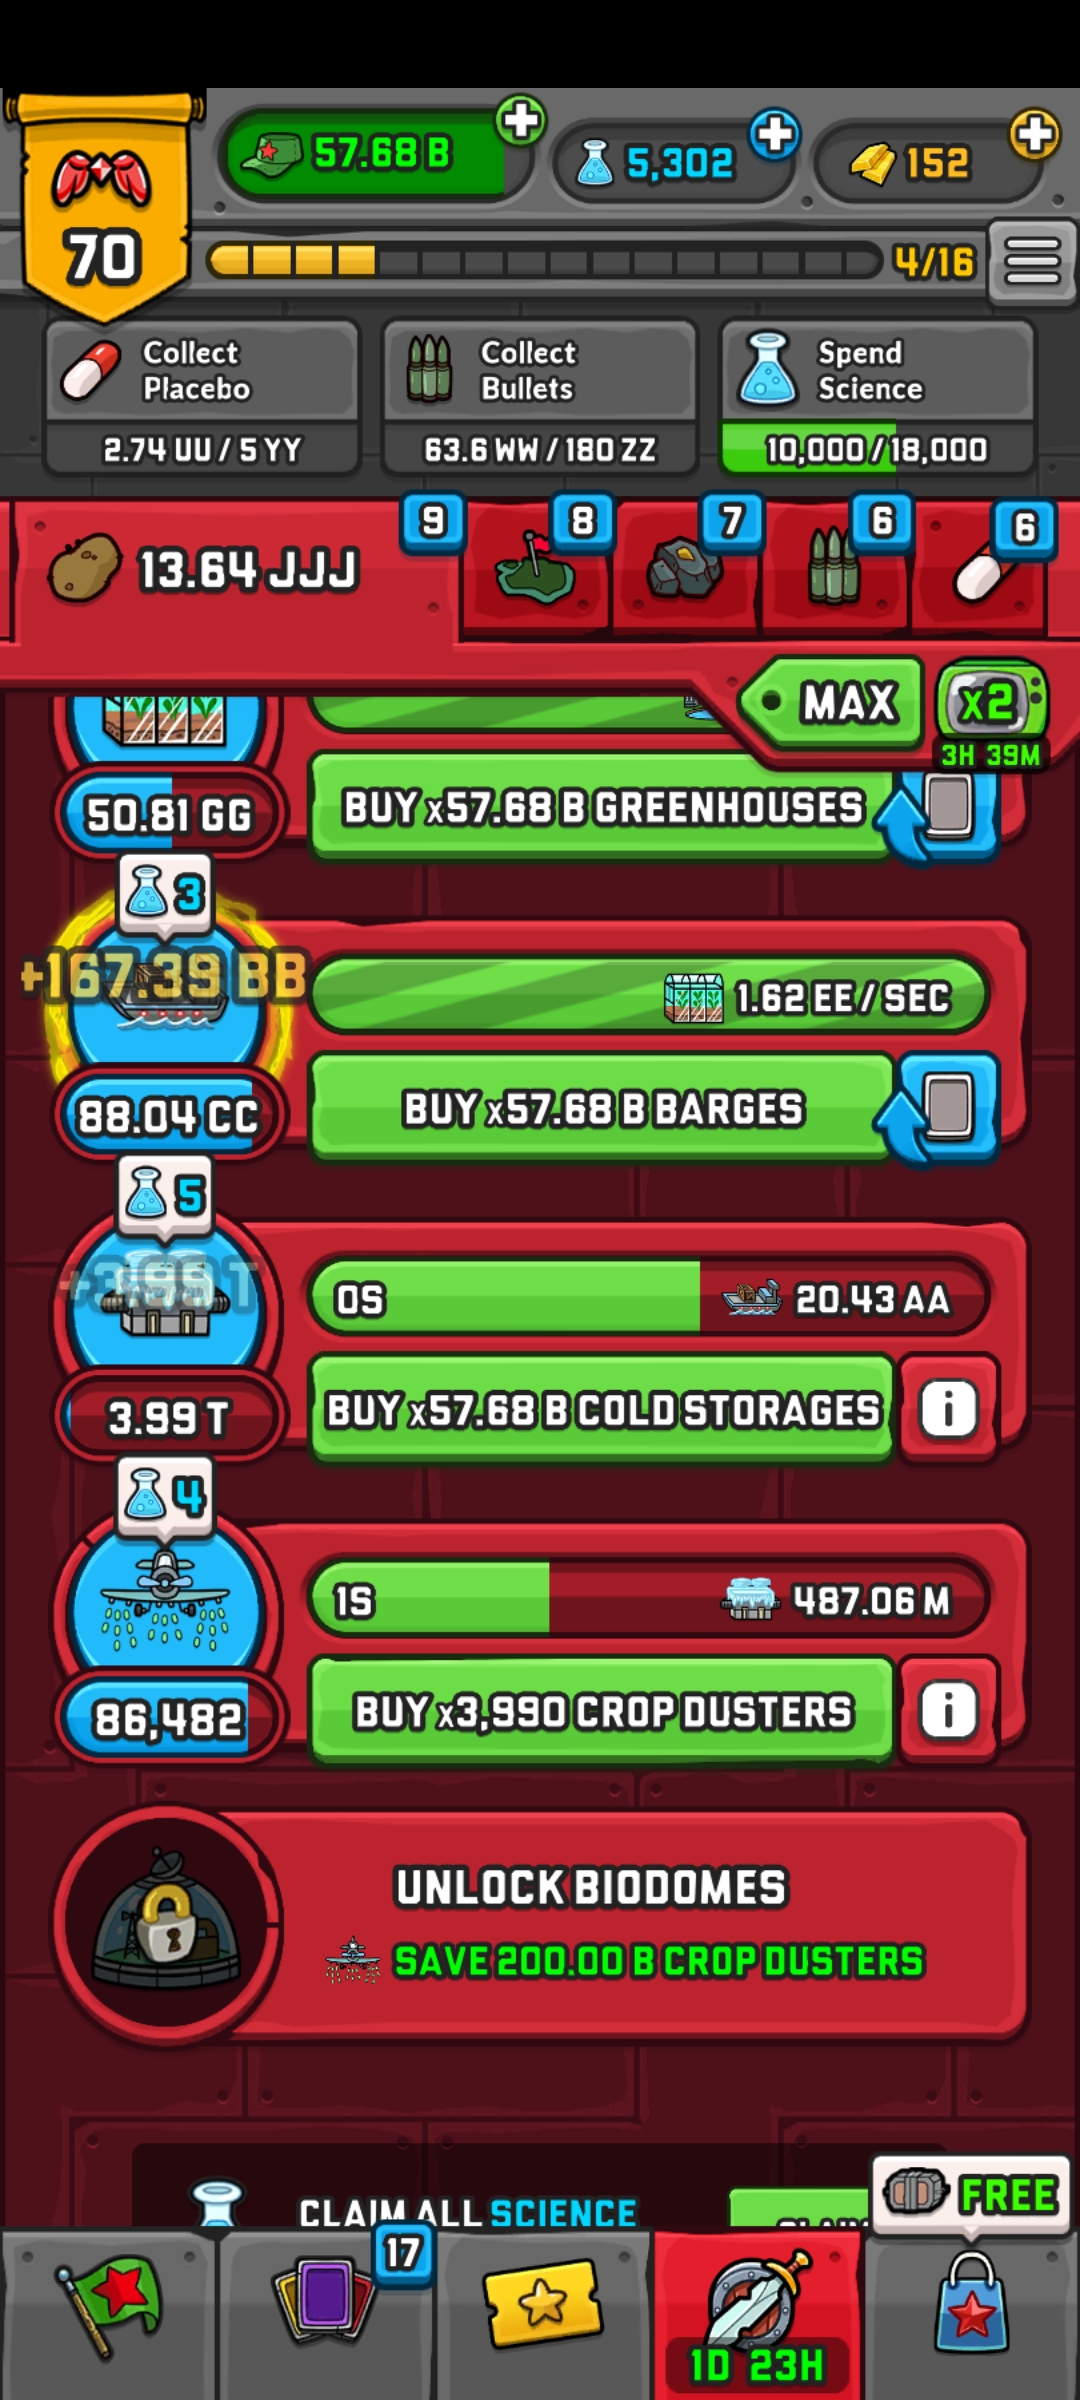 57.68 B
5,302
152
70
4/16
Collect
Placebo
2.74 UU / 5 YY
Collect
Bullets
63.6 WW / 180 ZZ
Spend
Science
10,000 / 18,000
13.64 JJJ
9
8
7
6
6
MAX
x2
3H 39M
50.81 GG
BUY x57.68 B GREENHOUSES
3
+167.39 BB
1.62 EE / SEC
88.04 CC
BUY x57.68 B BARGES
5
+3.99 T
0S
20.43 AA
3.99 T
BUY x57.68 B COLD STORAGES
i
4
1S
487.06 M
86,482
BUY x3,990 CROP DUSTERS
i
UNLOCK BIODOMES
SAVE 200.00 B CROP DUSTERS
CLAIM ALL SCIENCE
FREE
17
1D 23H